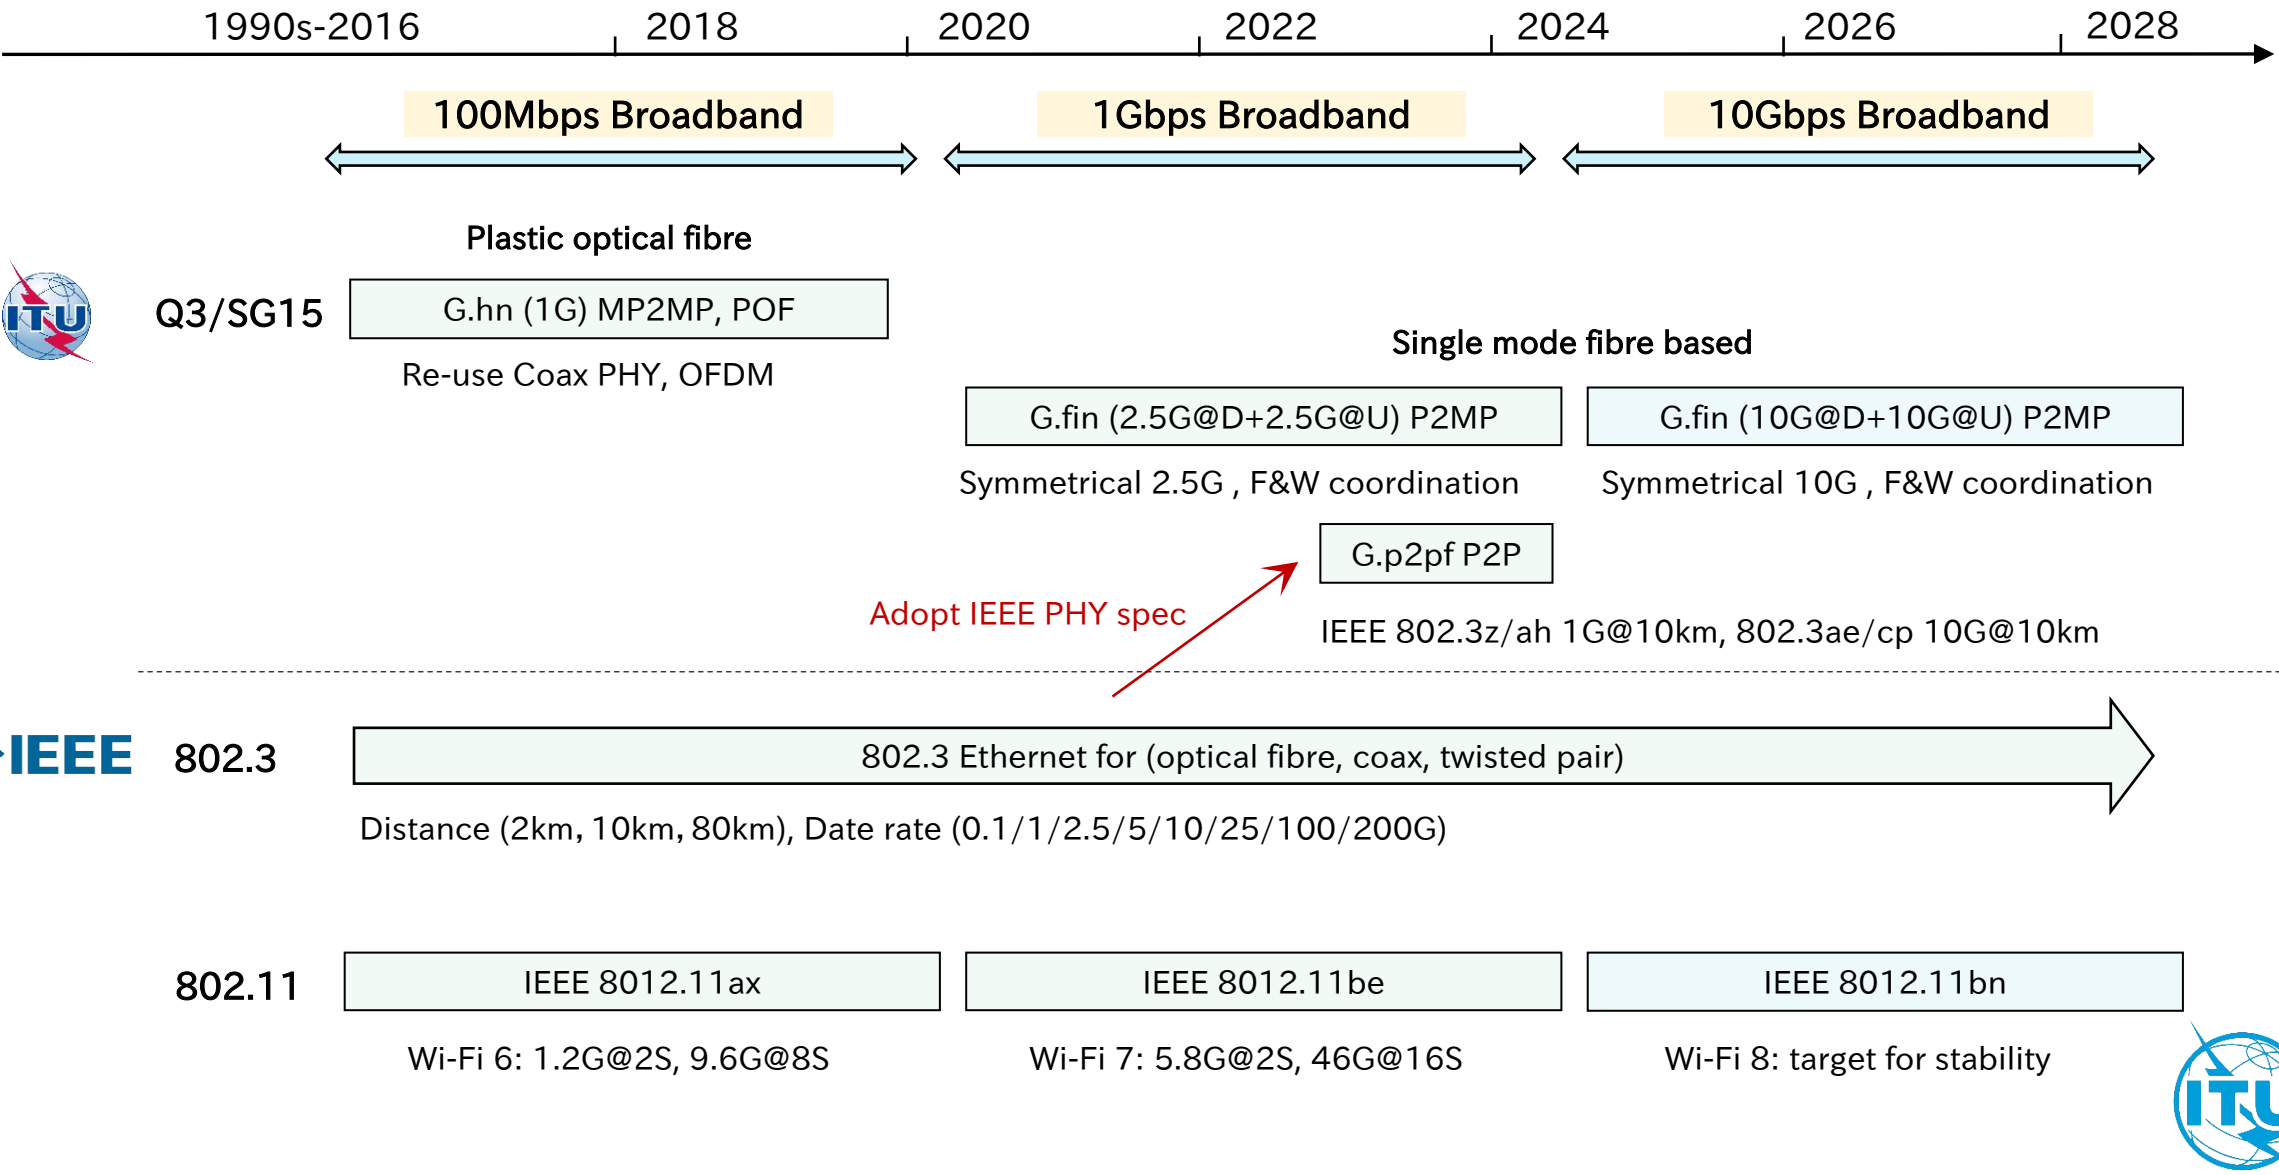 1990s-2016 2018 2020 2022 2024 2026 2028
100Mbps Broadband 1Gbps Broadband 10Gbps Broadband
Plastic optical fibre
ITU
Q3/SG15
G.hn (1G) MP2MP, POF
Re-use Coax PHY, OFDM
Single mode fibre based
G.fin (2.5G@D+2.5G@U) P2MP
G.fin (10G@D+10G@U) P2MP
Symmetrical 2.5G , F&W coordination
Symmetrical 10G , F&W coordination
G.p2pf P2P
Adopt IEEE PHY spec
IEEE 802.3z/ah 1G@10km, 802.3ae/cp 10G@10km
IEEE
802.3
802.3 Ethernet for (optical fibre, coax, twisted pair)
Distance (2km, 10km, 80km), Date rate (0.1/1/2.5/5/10/25/100/200G)
802.11
IEEE 8012.11ax
IEEE 8012.11be
IEEE 8012.11bn
Wi-Fi 6: 1.2G@2S, 9.6G@8S
Wi-Fi 7: 5.8G@2S, 46G@16S
Wi-Fi 8: target for stability
ITU